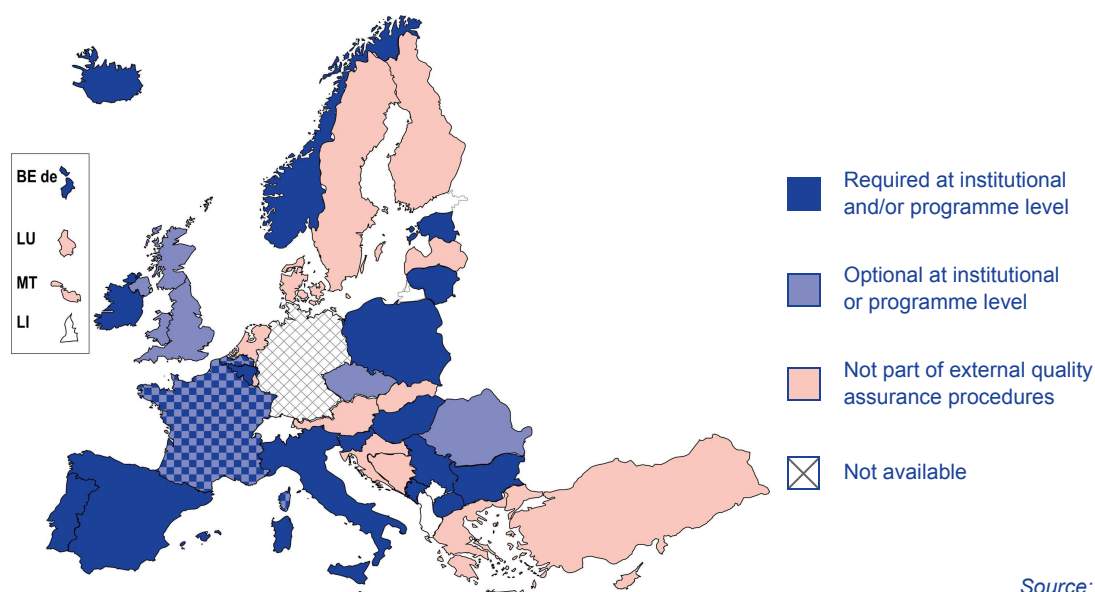 BE de
LU
MT
LI
Required at institutional
and/or programme level
Optional at institutional
or programme level
Not part of external quality
assurance procedures
Not available
Source: